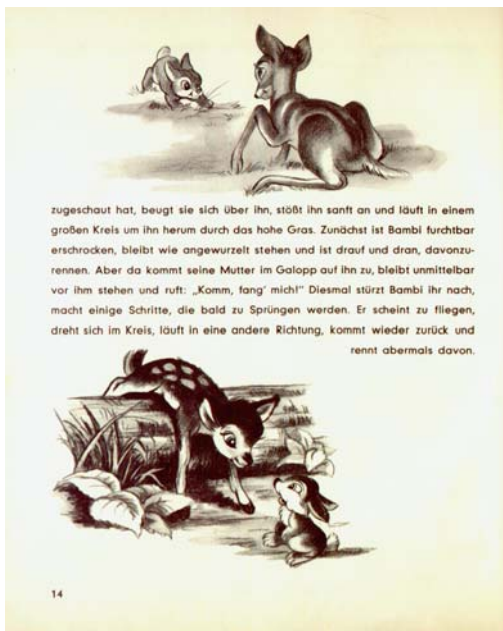 zugeschaut hat, beugt sie sich über ihn, stößt ihn sanft an und läuft in einem
großen Kreis um ihn herum durch das hohe Gras. Zunächst ist Bambi furchtbar
erschrocken, bleibt wie angewurzelt stehen und ist drauf und dran, davonzu-
rennen. Aber da kommt seine Mutter im Galopp auf ihn zu, bleibt unmittelbar
vor ihm stehen und ruft: „Komm, fang' mich!" Diesmal stürzt Bambi ihr nach,
macht einige Schritte, die bald zu Sprüngen werden. Er scheint zu fliegen,
dreht sich im Kreis, läuft in eine andere Richtung, kommt wieder zurück und
rennt abermals davon.
14